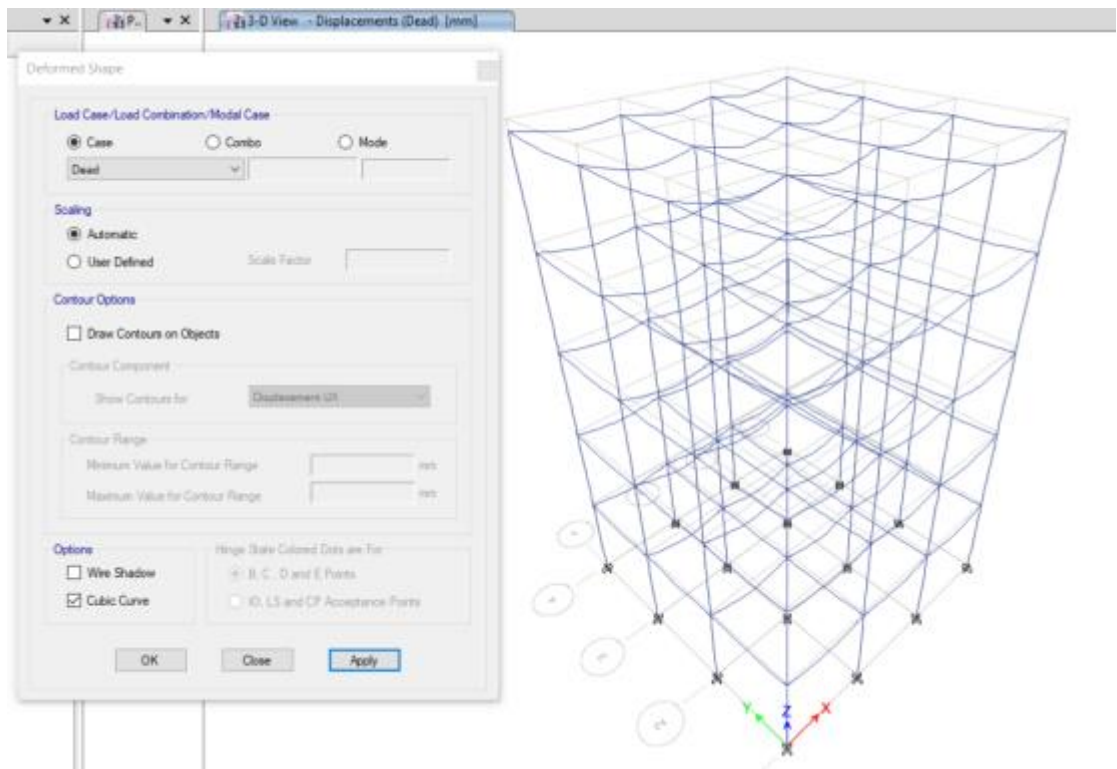 P..
3-D View - Displacements (Dead) [mm]
Deformed Shape
Load Case/Load Combination/Modal Case
Case Combo Mode
Dead
Scaling
Automatic
User Defined Scale Factor
Contour Options
Draw Contours on Objects
Contour Component
Show Contours for Displacement UX
Contour Range
Minimum Value for Contour Range mm
Maximum Value for Contour Range mm
Options Hinge State Colored Dots are For
Wire Shadow B, C, D and E Points
Cubic Curve IO, LS and CP Acceptance Points
OK Close Apply
Y Z X